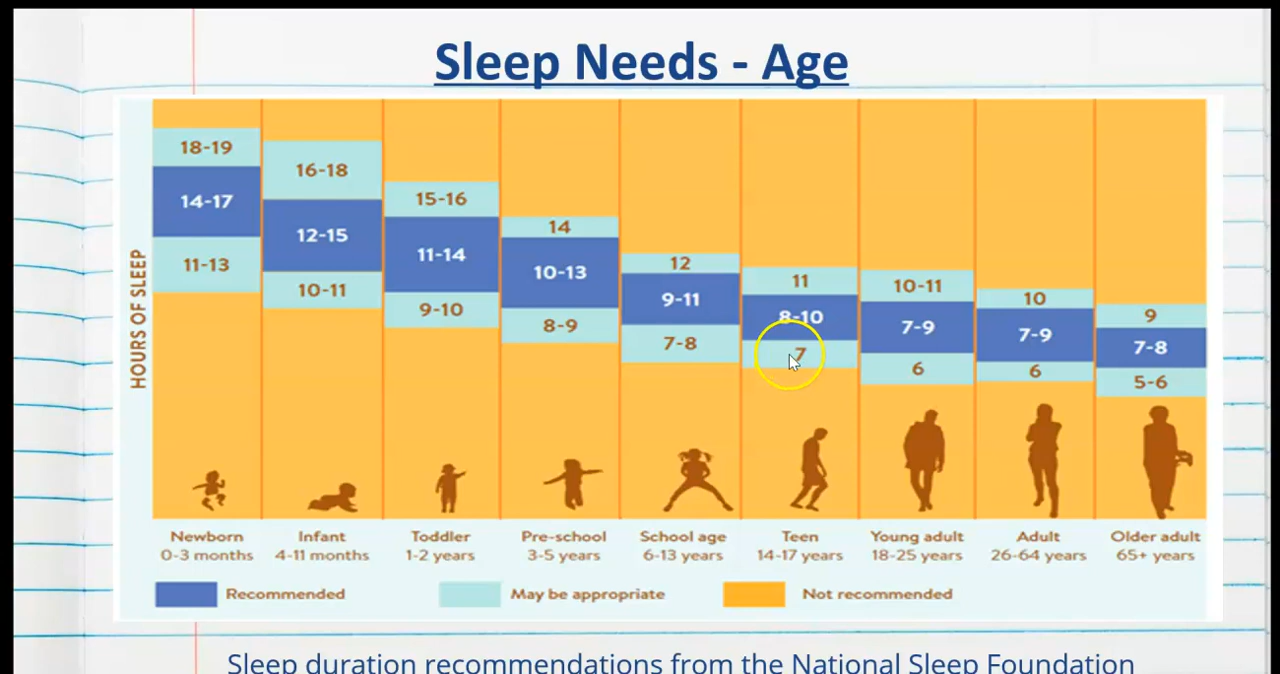 Sleep Needs - Age
HOURS OF SLEEP
18-19
14-17
11-13
16-18
12-15
10-11
15-16
11-14
9-10
14
10-13
8-9
12
9-11
7-8
11
8-10
7
10-11
7-9
6
10
7-9
6
9
7-8
5-6
Newborn
0-3 months
Infant
4-11 months
Toddler
1-2 years
Pre-school
3-5 years
School age
6-13 years
Teen
14-17 years
Young adult
18-25 years
Adult
26-64 years
Older adult
65+ years
Recommended
May be appropriate
Not recommended
Sleep duration recommendations from the National Sleep Foundation